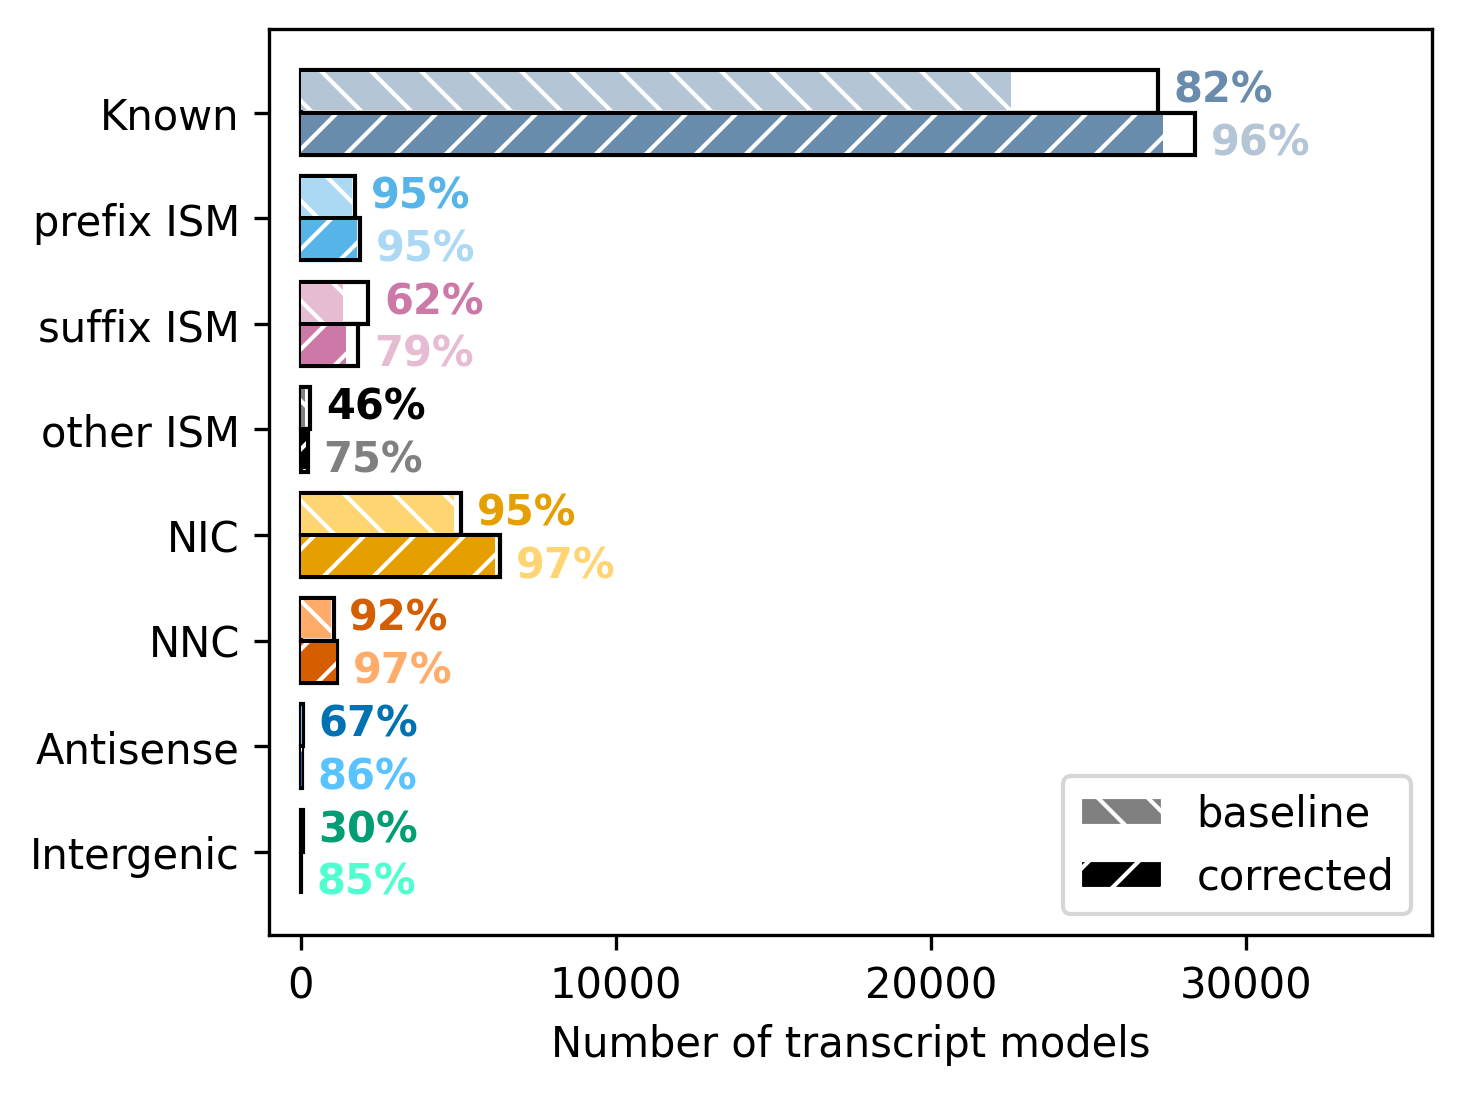 Known
82%
96%
prefix ISM
95%
95%
suffix ISM
62%
79%
other ISM
46%
75%
NIC
95%
97%
NNC
92%
97%
Antisense
67%
86%
Intergenic
30%
85%
baseline
corrected
0 10000 20000 30000
Number of transcript models